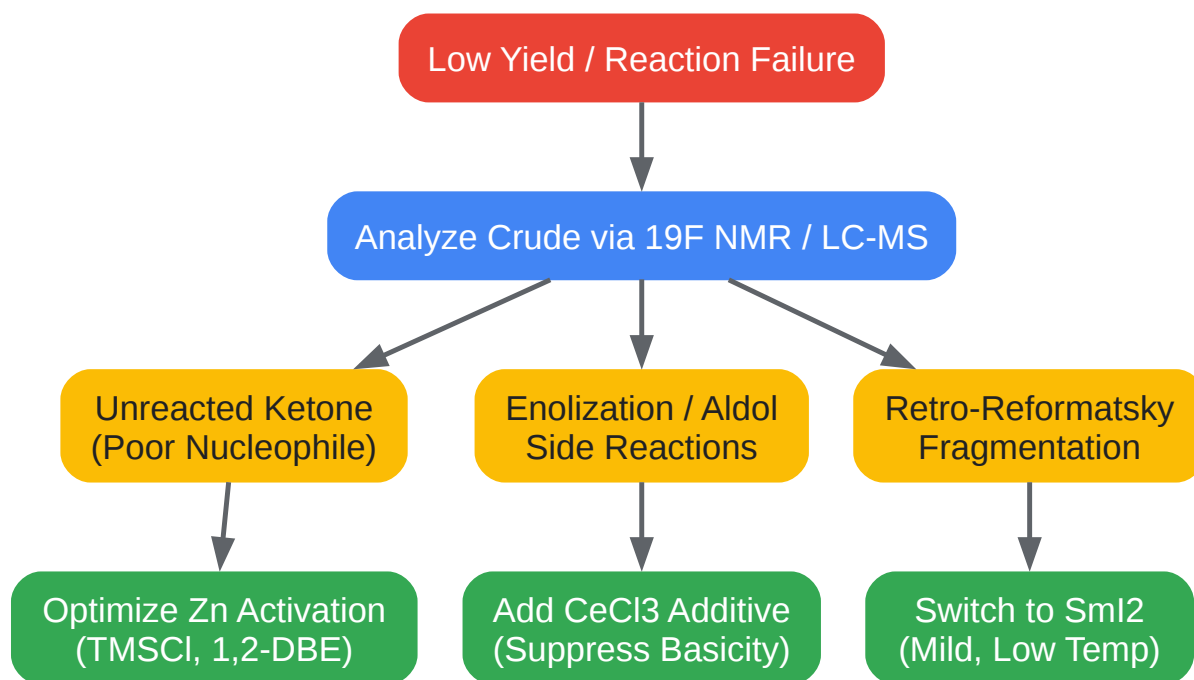 Low Yield / Reaction Failure
Analyze Crude via 19F NMR / LC-MS
Unreacted Ketone
(Poor Nucleophile)
Enolization / Aldol
Side Reactions
Retro-Reformatsky
Fragmentation
Optimize Zn Activation
(TMSCl, 1,2-DBE)
Add CeCl3 Additive
(Suppress Basicity)
Switch to SmI2
(Mild, Low Temp)